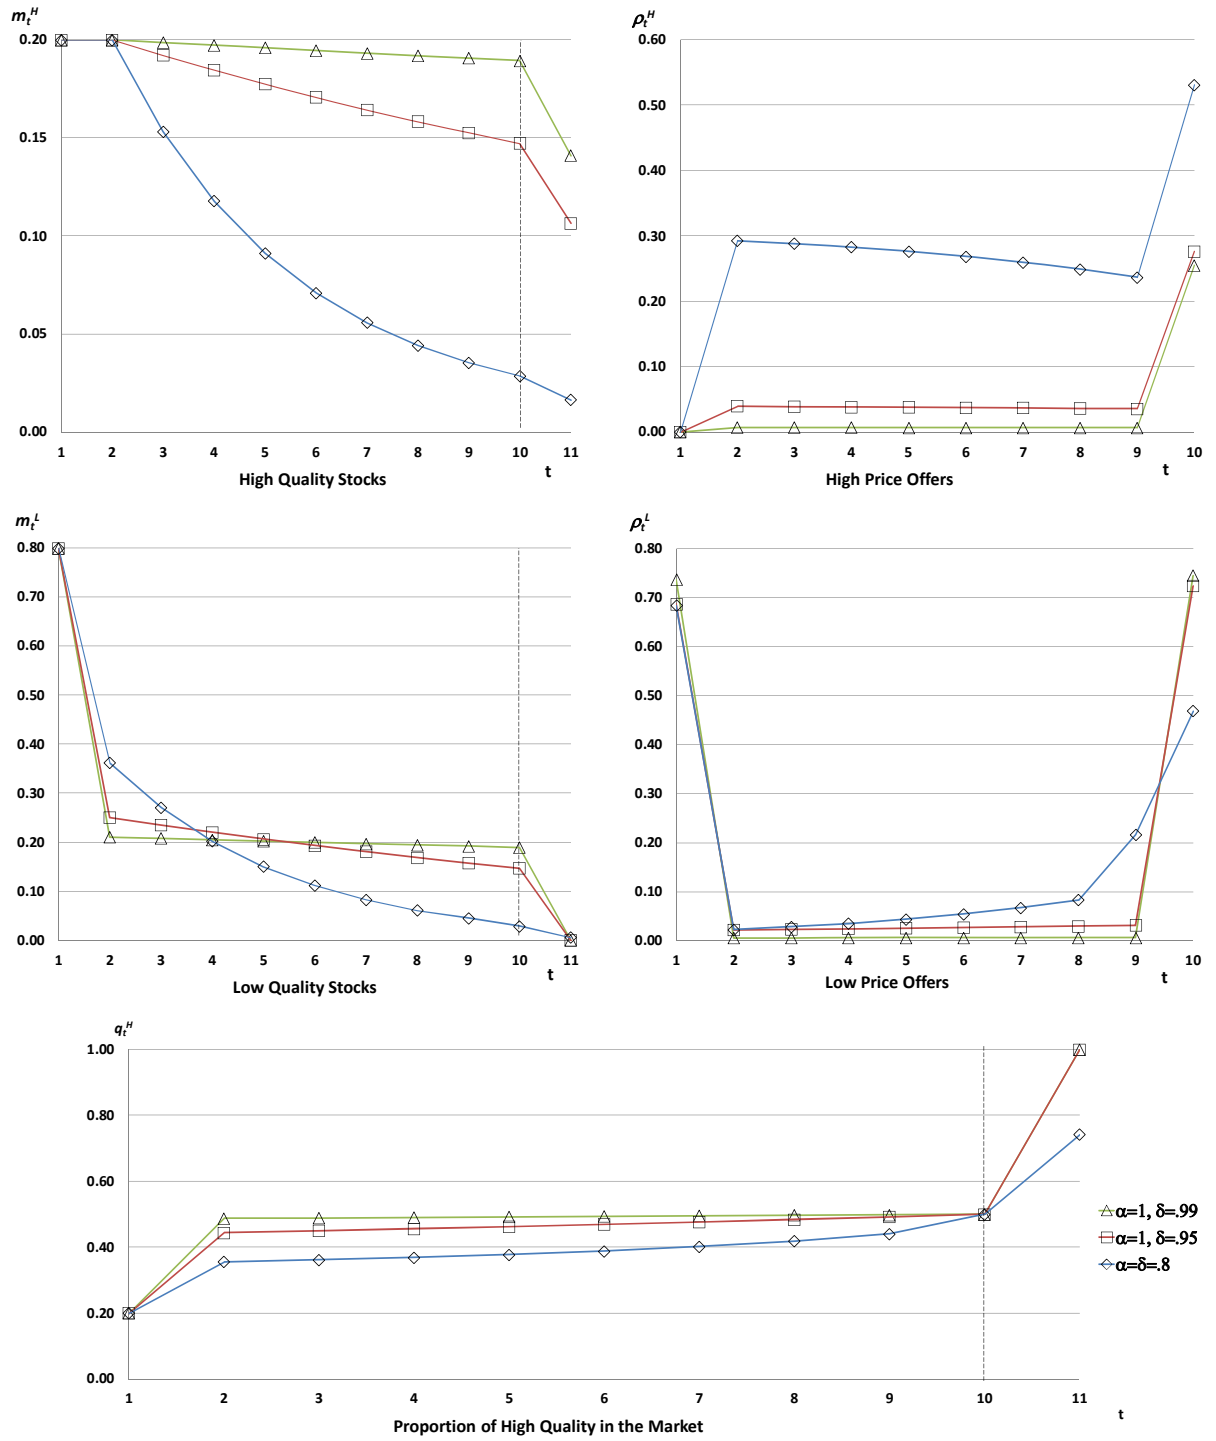 m_t^H
0.20
0.15
0.10
0.05
0.00
1 2 3 4 5 6 7 8 9 10 11
t
High Quality Stocks
ρ_t^H
0.60
0.50
0.40
0.30
0.20
0.10
0.00
1 2 3 4 5 6 7 8 9 10
t
High Price Offers
m_t^L
0.80
0.70
0.60
0.50
0.40
0.30
0.20
0.10
0.00
1 2 3 4 5 6 7 8 9 10 11
t
Low Quality Stocks
ρ_t^L
0.80
0.70
0.60
0.50
0.40
0.30
0.20
0.10
0.00
1 2 3 4 5 6 7 8 9 10
t
Low Price Offers
q_t^H
1.00
0.80
0.60
0.40
0.20
0.00
1 2 3 4 5 6 7 8 9 10 11
t
Proportion of High Quality in the Market
α=1, δ=.99
α=1, δ=.95
α=δ=.8